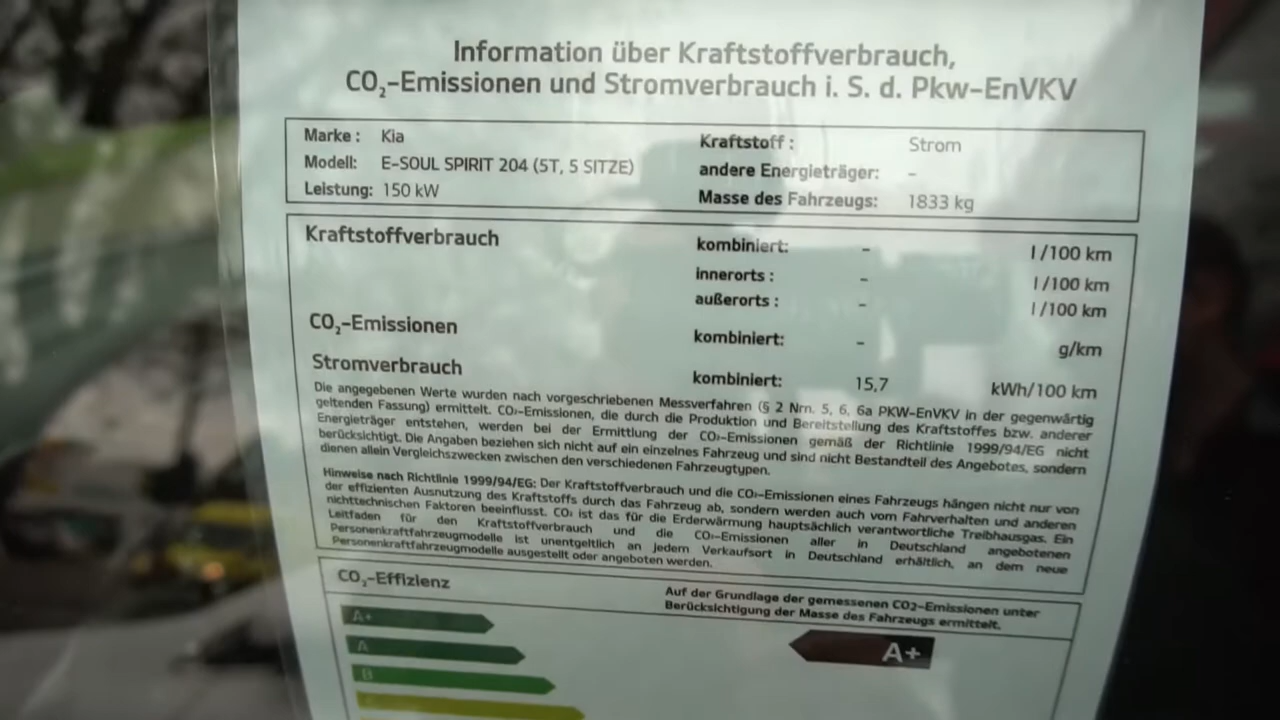 Information über Kraftstoffverbrauch,
CO₂-Emissionen und Stromverbrauch i. S. d. Pkw-EnVKV
Marke: Kia
Modell: E-SOUL SPIRIT 204 (5T, 5 SITZE)
Leistung: 150 kW
Kraftstoff: Strom
andere Energieträger: -
Masse des Fahrzeugs: 1833 kg
Kraftstoffverbrauch kombiniert: - l/100 km
innerorts: - l/100 km
außerorts: - l/100 km
CO₂-Emissionen kombiniert: - g/km
Stromverbrauch kombiniert: 15,7 kWh/100 km
Die angegebenen Werte wurden nach vorgeschriebenen Messverfahren (§ 2 Nrn. 5, 6, 6a PKW-EnVKV in der gegenwärtig
geltenden Fassung) ermittelt. CO₂-Emissionen, die durch die Produktion und Bereitstellung des Kraftstoffes bzw. anderer
Energieträger entstehen, werden bei der Ermittlung der CO₂-Emissionen gemäß der Richtlinie 1999/94/EG nicht
berücksichtigt. Die Angaben beziehen sich nicht auf ein einzelnes Fahrzeug und sind nicht Bestandteil des Angebotes, sondern
dienen allein Vergleichszwecken zwischen den verschiedenen Fahrzeugtypen.
Hinweise nach Richtlinie 1999/94/EG: Der Kraftstoffverbrauch und die CO₂-Emissionen eines Fahrzeugs hängen nicht nur von
der effizienten Ausnutzung des Kraftstoffs durch das Fahrzeug ab, sondern werden auch vom Fahrverhalten und anderen
nichttechnischen Faktoren beeinflusst. CO₂ ist das für die Erderwärmung hauptsächlich verantwortliche Treibhausgas. Ein
Leitfaden für den Kraftstoffverbrauch und die CO₂-Emissionen aller in Deutschland angebotenen
Personenkraftfahrzeugmodelle ist unentgeltlich an jedem Verkaufsort in Deutschland erhältlich, an dem neue
Personenkraftfahrzeugmodelle ausgestellt oder angeboten werden.
CO₂-Effizienz
Auf der Grundlage der gemessenen CO2-Emissionen unter
Berücksichtigung der Masse des Fahrzeugs ermittelt.
A+
A
B
C
A+